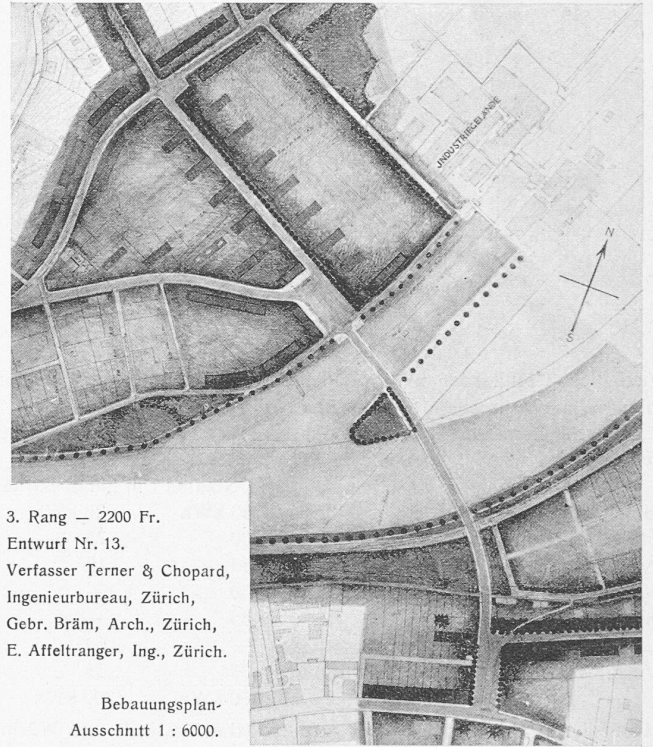 JNDUSTRIEGELÄNDE
N
S
3. Rang — 2200 Fr.
Entwurf Nr. 13.
Verfasser Terner & Chopard,
Ingenieurbureau, Zürich,
Gebr. Bräm, Arch., Zürich,
E. Affeltranger, Ing., Zürich.
Bebauungsplan-
Ausschnitt 1 : 6000.